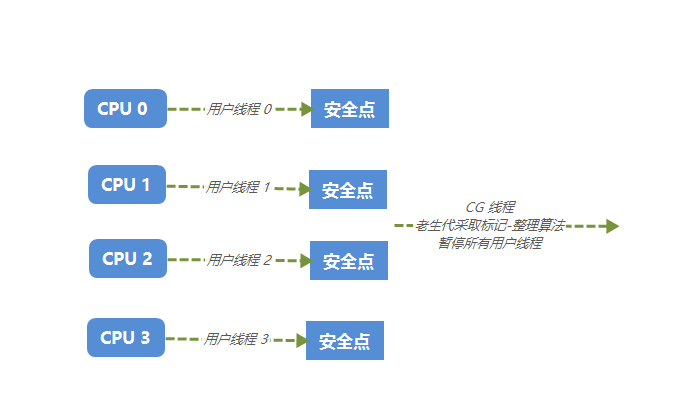 CPU 0
用户线程 0
安全点
CPU 1
用户线程 1
安全点
CPU 2
用户线程 2
安全点
CPU 3
用户线程 3
安全点
CG 线程
老生代采取标记-整理算法
暂停所有用户线程